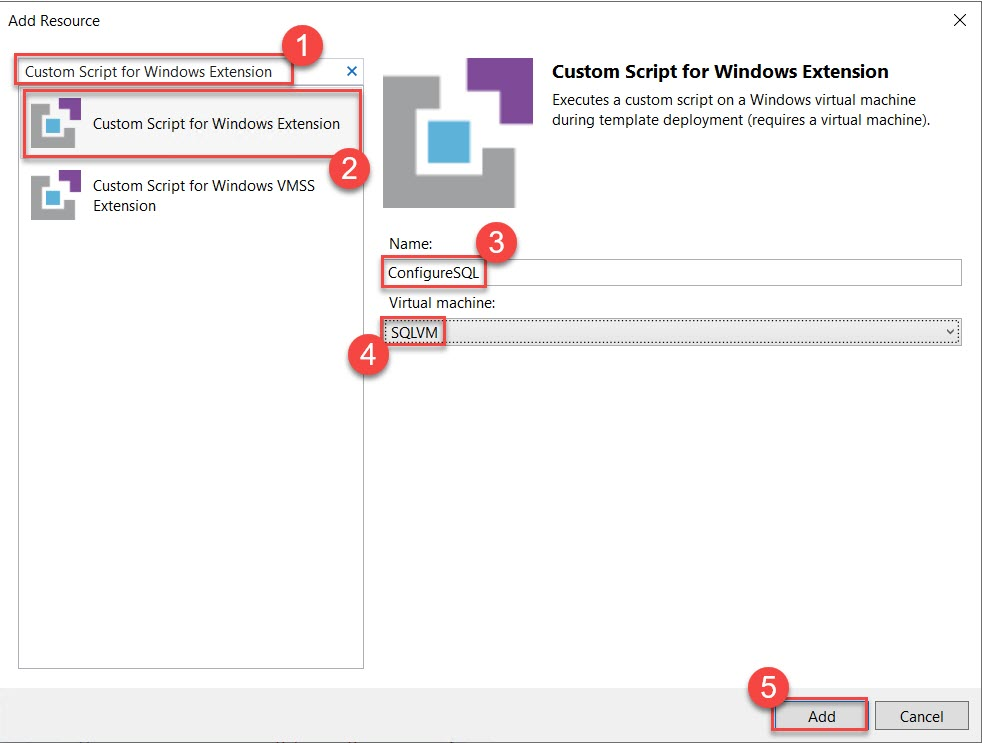 Add Resource
1
Custom Script for Windows Extension
Custom Script for Windows Extension
2
Custom Script for Windows VMSS
Extension
Custom Script for Windows Extension
Executes a custom script on a Windows virtual machine
during template deployment (requires a virtual machine).
Name:
3
ConfigureSQL
Virtual machine:
SQLVM
4
5
Add
Cancel